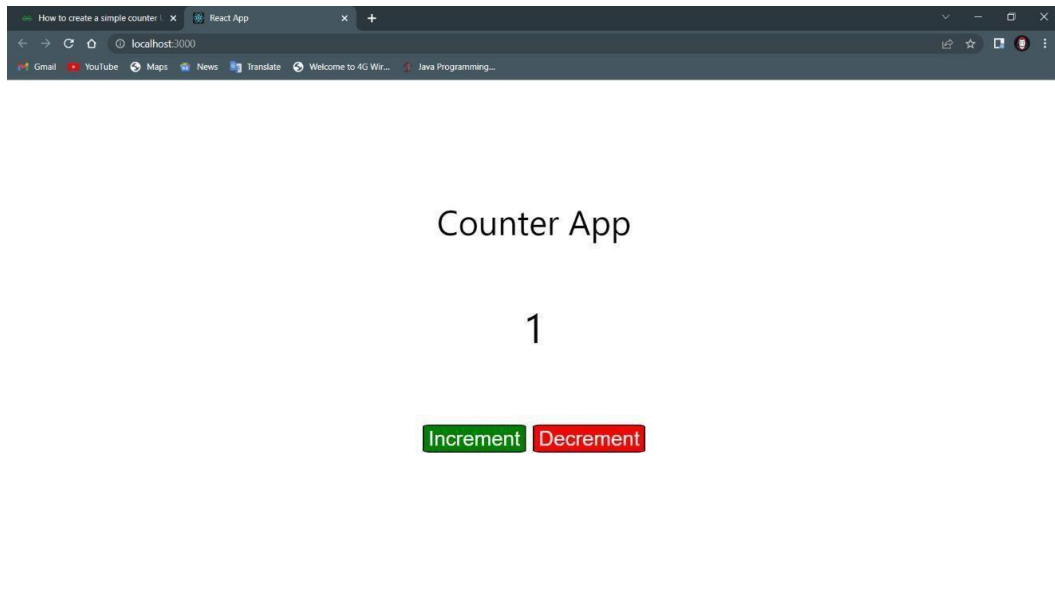 How to create a simple counter
React App
localhost:3000
Gmail YouTube Maps News Translate Welcome to 4G Wir... Java Programming...
Counter App
1
Increment Decrement